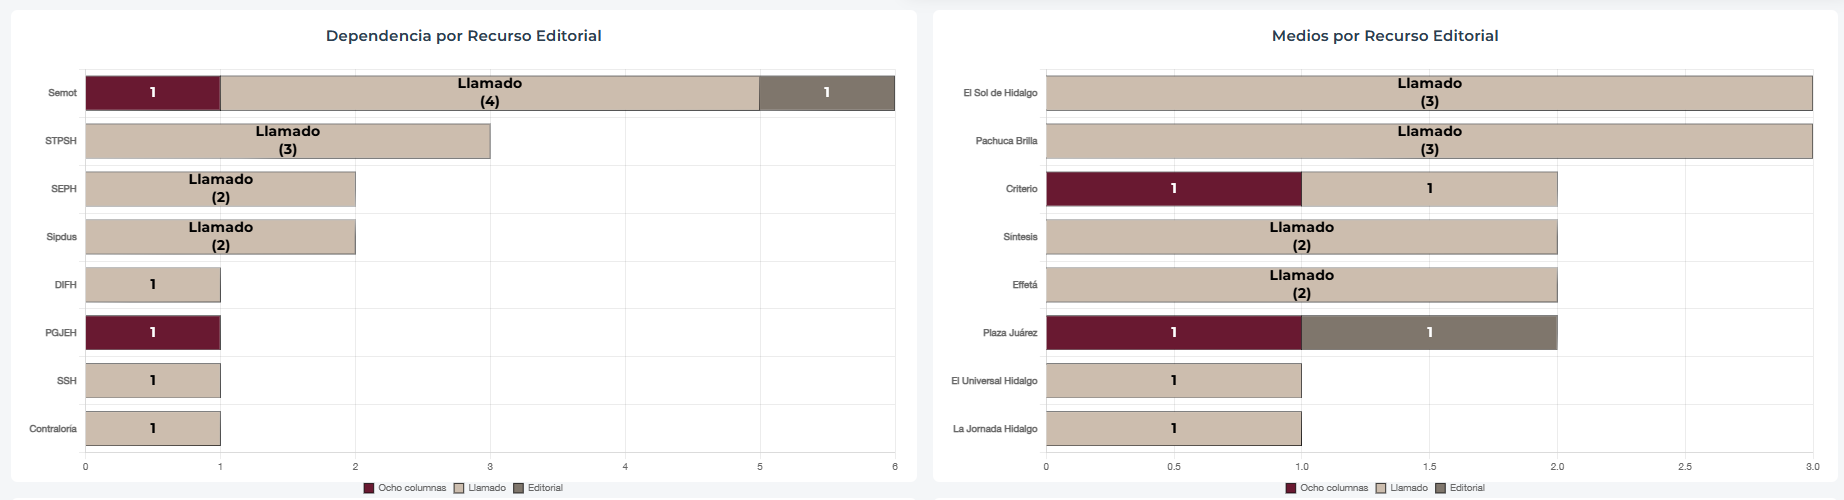 Dependencia por Recurso Editorial
Semot
1
Llamado
(4)
1
STPSH
Llamado
(3)
SEPH
Llamado
(2)
Sipdus
Llamado
(2)
DIFH
1
PGJEH
1
SSH
1
Contraloría
1
0 1 2 3 4 5 6
Ocho columnas Llamado Editorial
Medios por Recurso Editorial
El Sol de Hidalgo
Llamado
(3)
Pachuca Brilla
Llamado
(3)
Criterio
1 1
Síntesis
Llamado
(2)
Effetá
Llamado
(2)
Plaza Juárez
1 1
El Universal Hidalgo
1
La Jornada Hidalgo
1
0 0.5 1.0 1.5 2.0 2.5 3.0
Ocho columnas Llamado Editorial